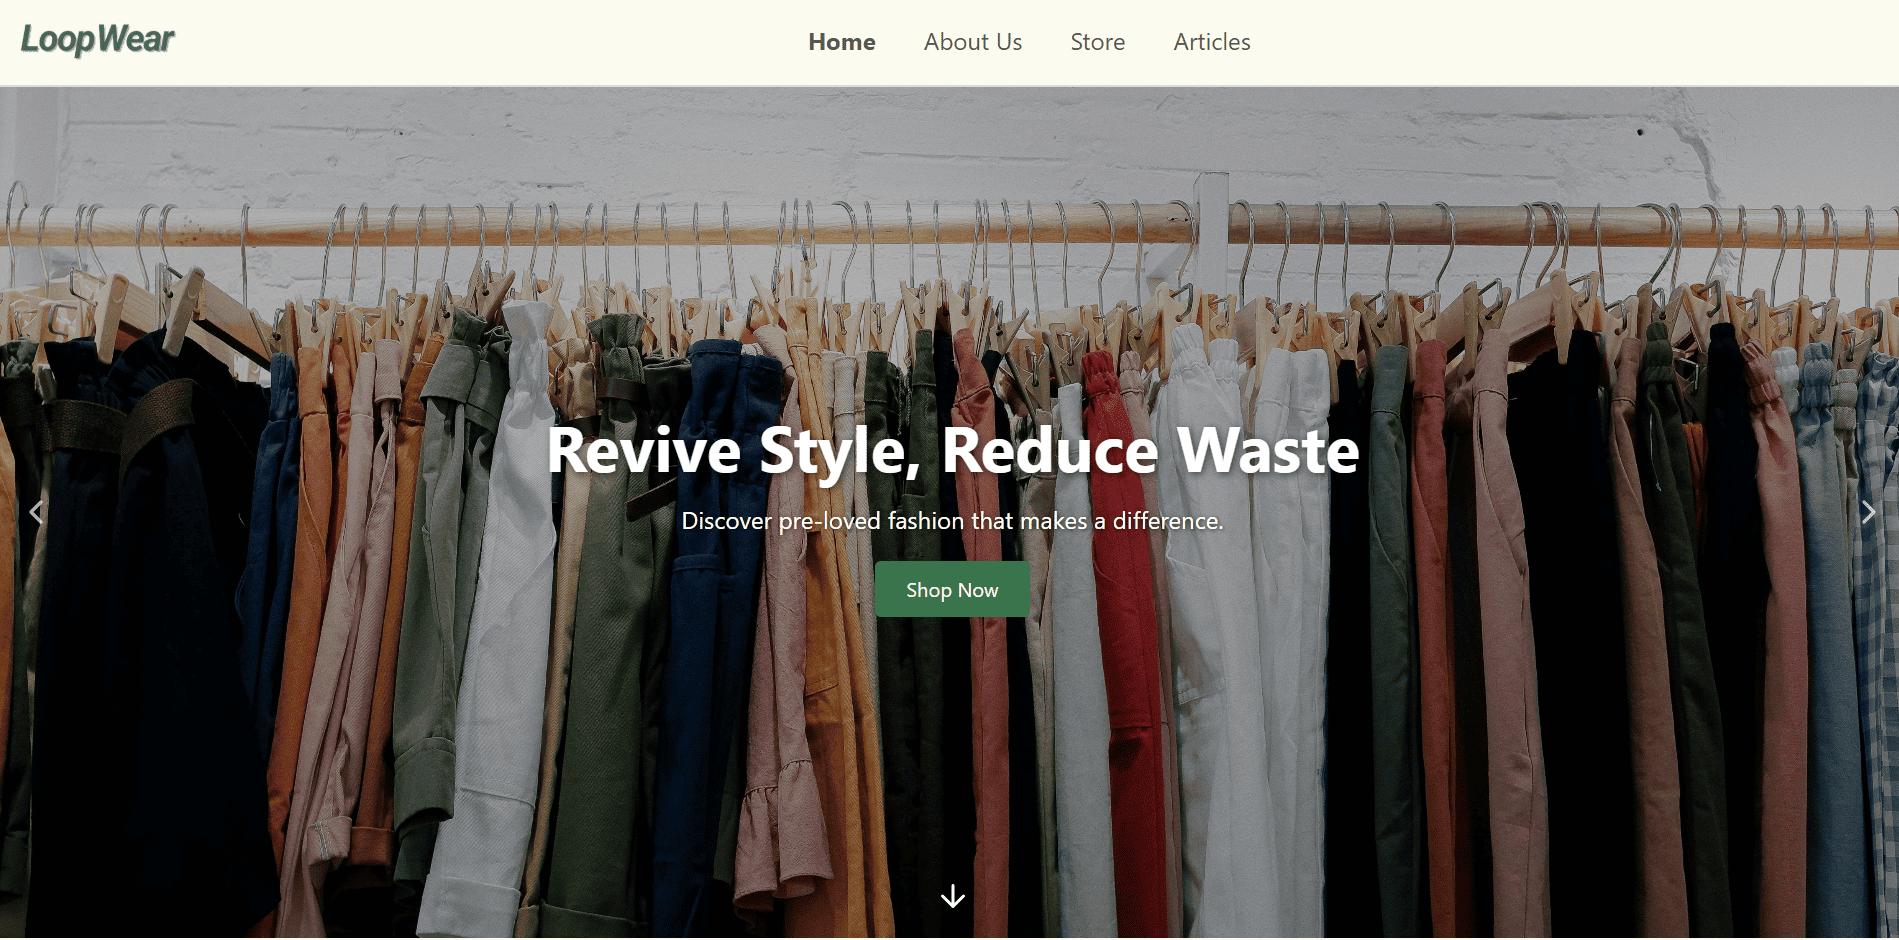 LoopWear
Home About Us Store Articles
Revive Style, Reduce Waste
Discover pre-loved fashion that makes a difference.
Shop Now